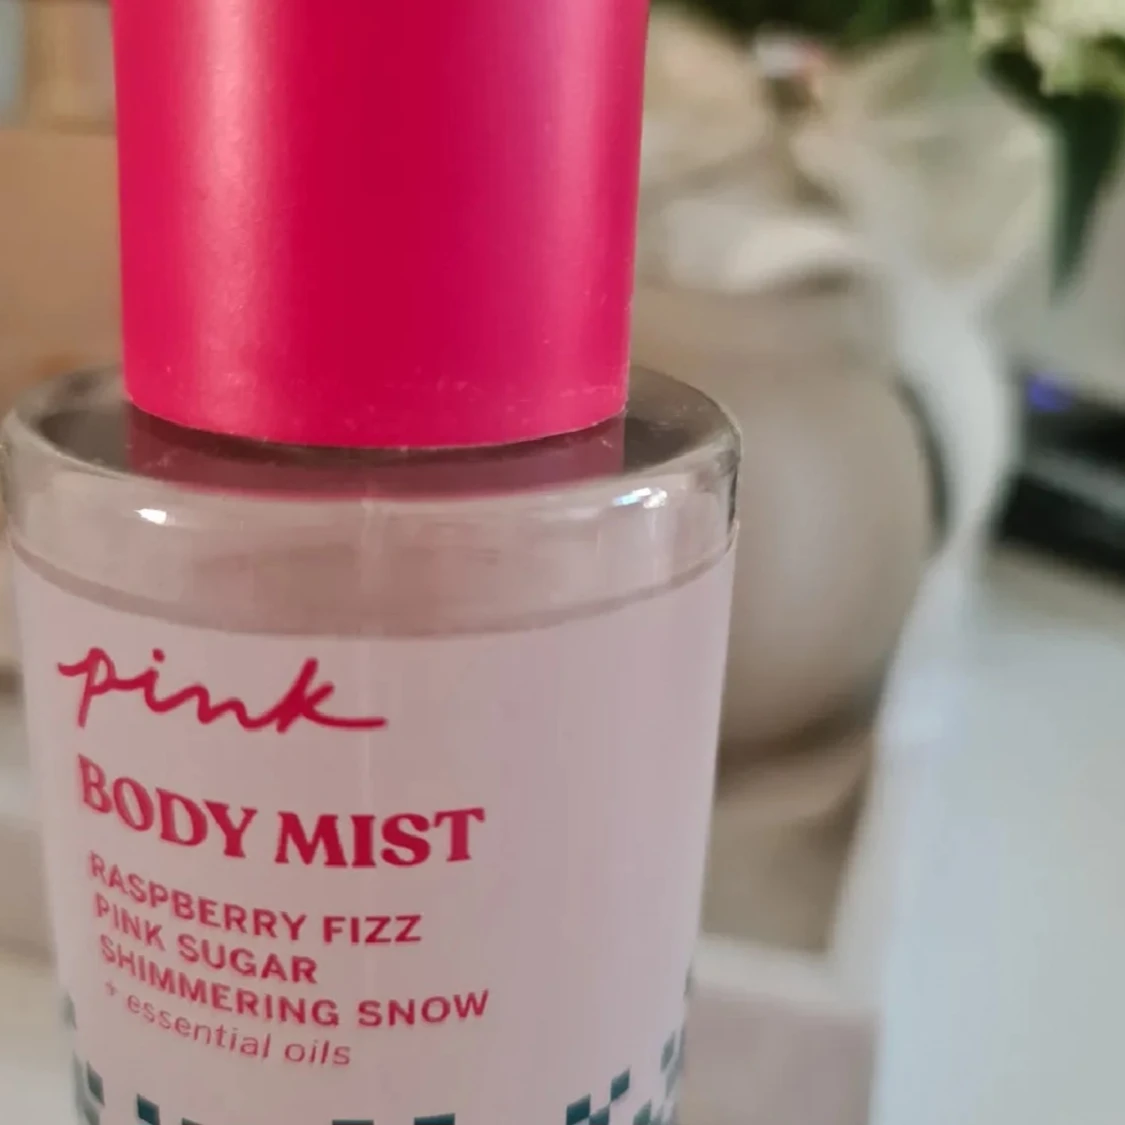 pink
BODY MIST
RASPBERRY FIZZ
PINK SUGAR
SHIMMERING SNOW
+ essential oils